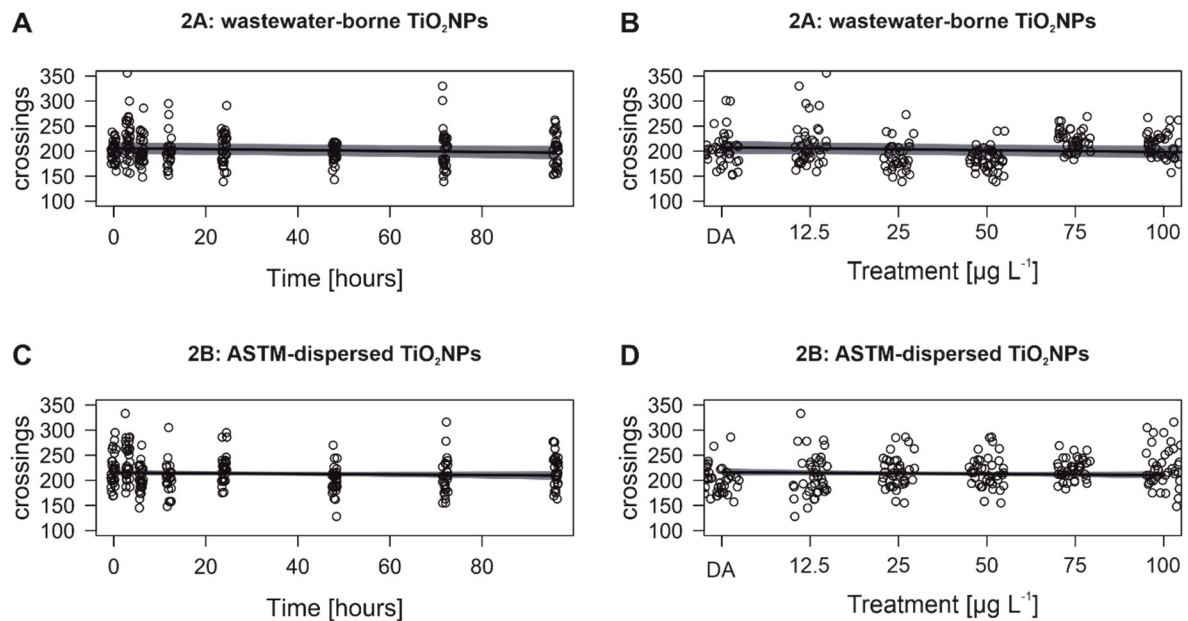 A
2A: wastewater-borne TiO₂NPs
350
300
250
200
150
100
crossings
0 20 40 60 80
Time [hours]
B
2A: wastewater-borne TiO₂NPs
350
300
250
200
150
100
crossings
DA 12.5 25 50 75 100
Treatment [µg L⁻¹]
C
2B: ASTM-dispersed TiO₂NPs
350
300
250
200
150
100
crossings
0 20 40 60 80
Time [hours]
D
2B: ASTM-dispersed TiO₂NPs
350
300
250
200
150
100
crossings
DA 12.5 25 50 75 100
Treatment [µg L⁻¹]